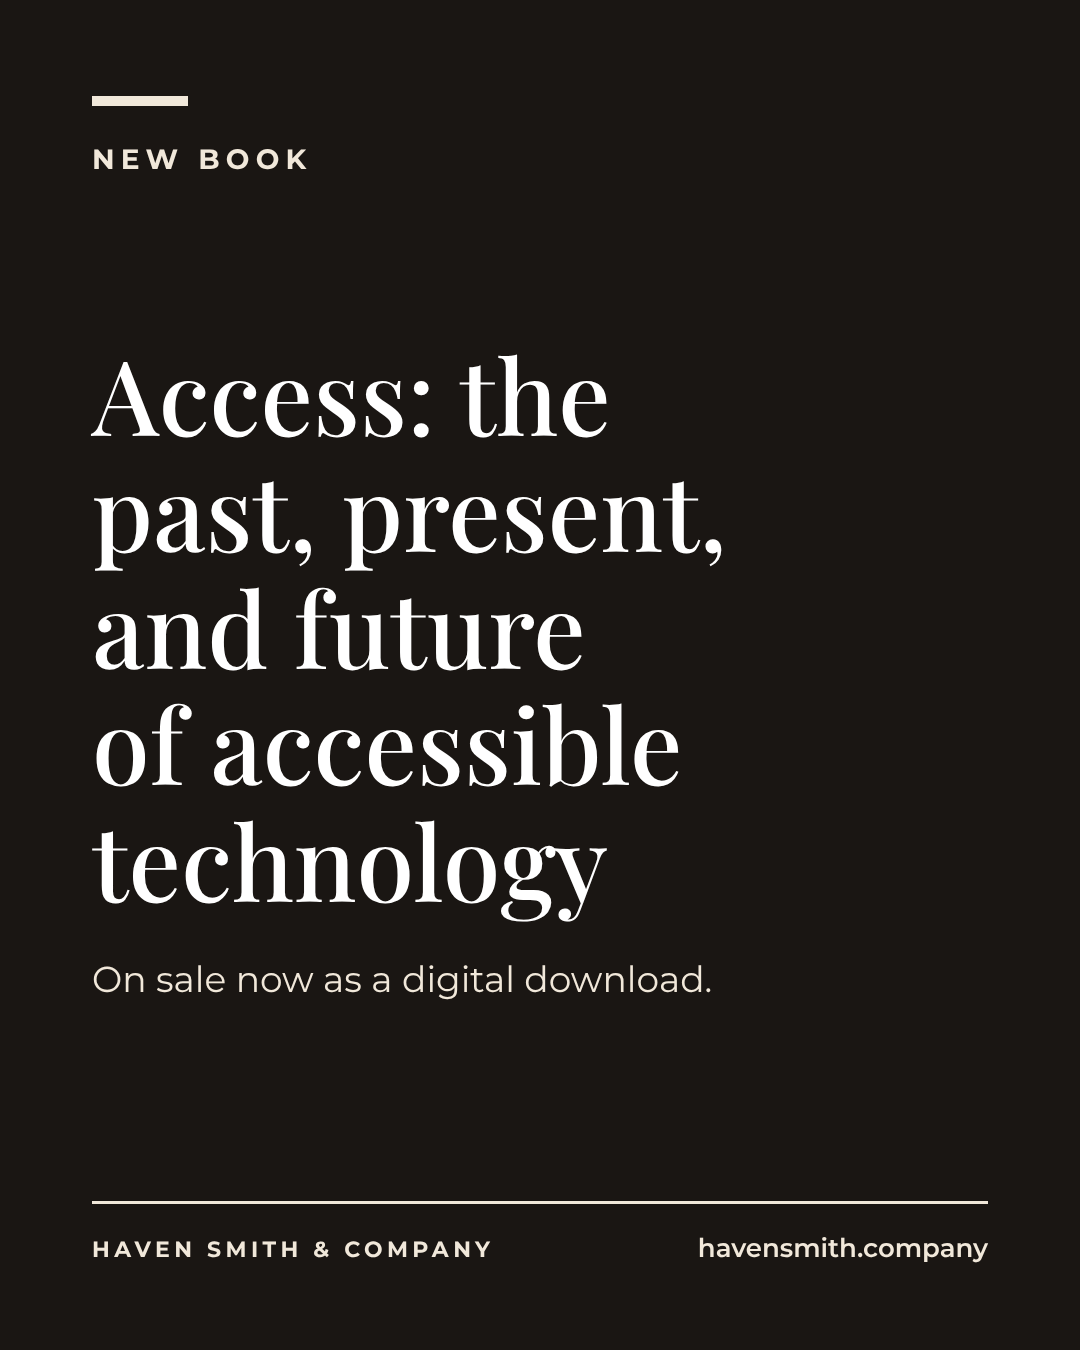 NEW BOOK
Access: the
past, present,
and future
of accessible
technology
On sale now as a digital download.
HAVEN SMITH & COMPANY
havensmith.company